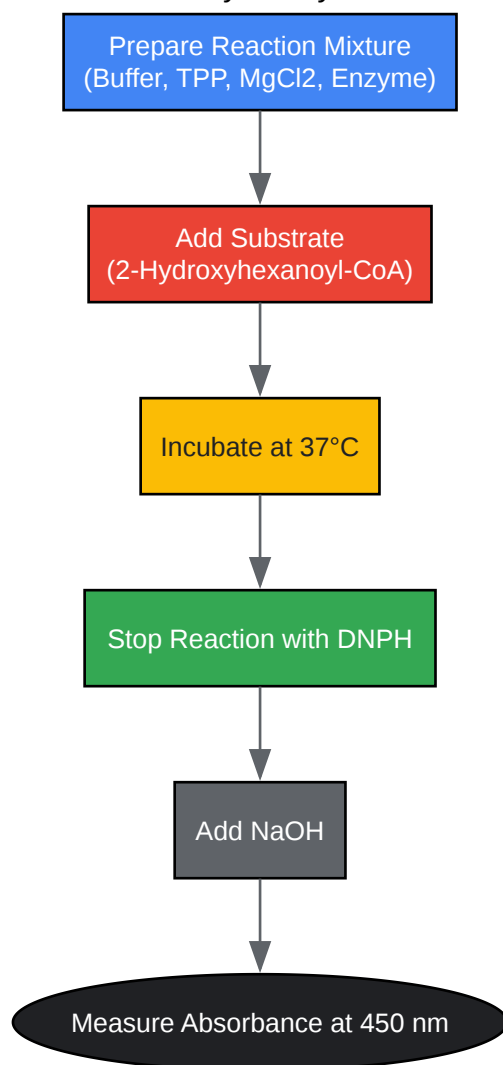 Prepare Reaction Mixture
(Buffer, TPP, MgCl2, Enzyme)
Add Substrate
(2-Hydroxyhexanoyl-CoA)
Incubate at 37°C
Stop Reaction with DNPH
Add NaOH
Measure Absorbance at 450 nm